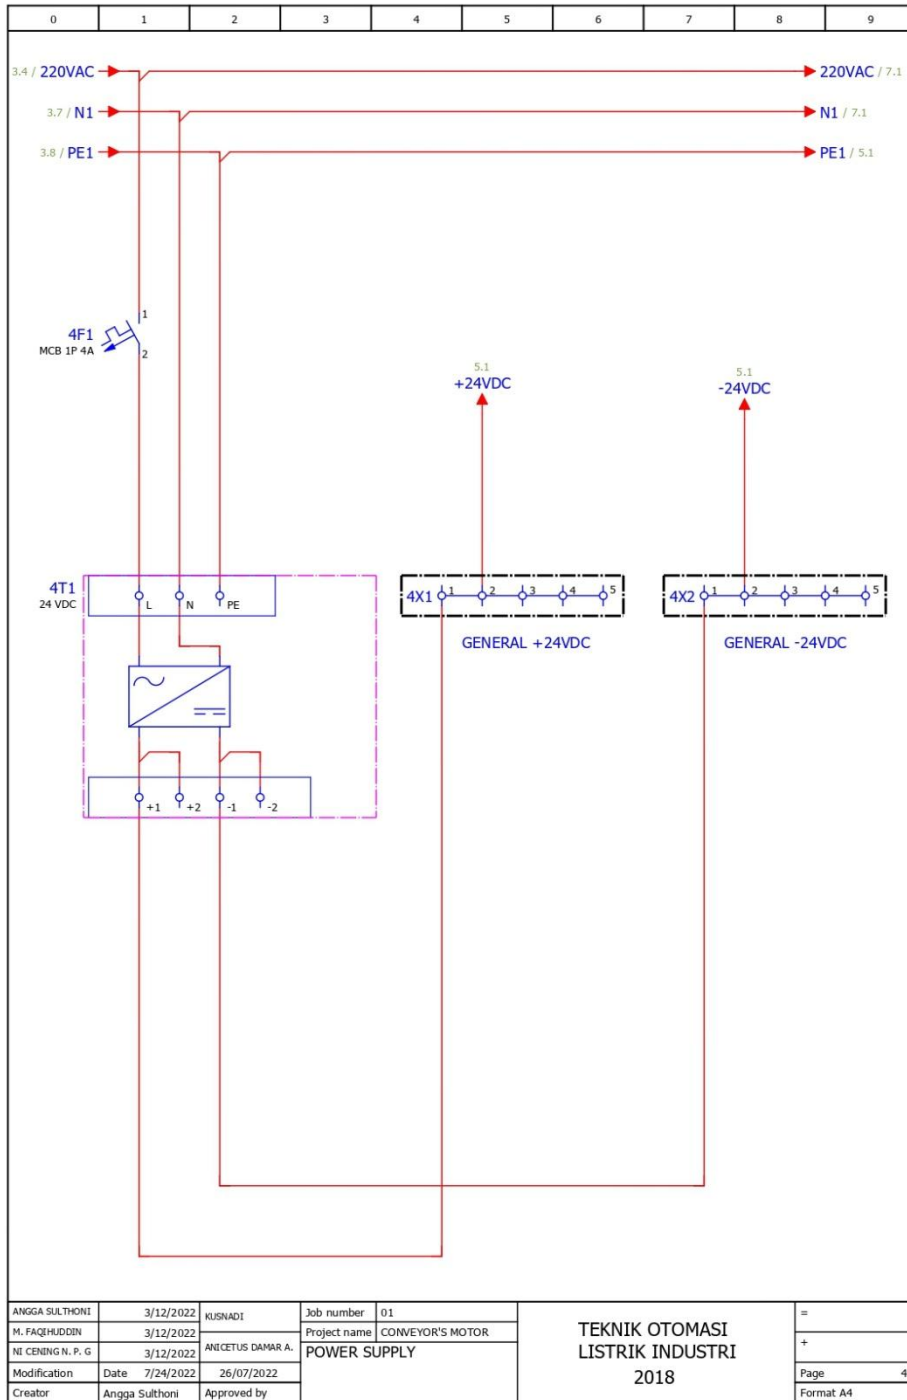 0 1 2 3 4 5 6 7 8 9
3.4 / 220VAC 220VAC / 7.1
3.7 / N1 N1 / 7.1
3.8 / PE1 PE1 / 5.1
1
4F1
MCB 1P 4A
2
5.1
+24VDC
5.1
-24VDC
4T1
24 VDC
L N PE
4X1 1 2 3 4 5
4X2 1 2 3 4 5
GENERAL +24VDC
GENERAL -24VDC
+1 +2 -1 -2
ANGGA SULTHONI 3/12/2022 KUSNADI
M. FAQIHUDDIN 3/12/2022
NI CENING N. P. G 3/12/2022 ANICETUS DAMAR A.
Modification Date 7/24/2022 26/07/2022
Creator Angga Sulthoni Approved by
Job number 01
Project name CONVEYOR'S MOTOR
POWER SUPPLY
TEKNIK OTOMASI
LISTRIK INDUSTRI
2018
=
+
Page 4
Format A4